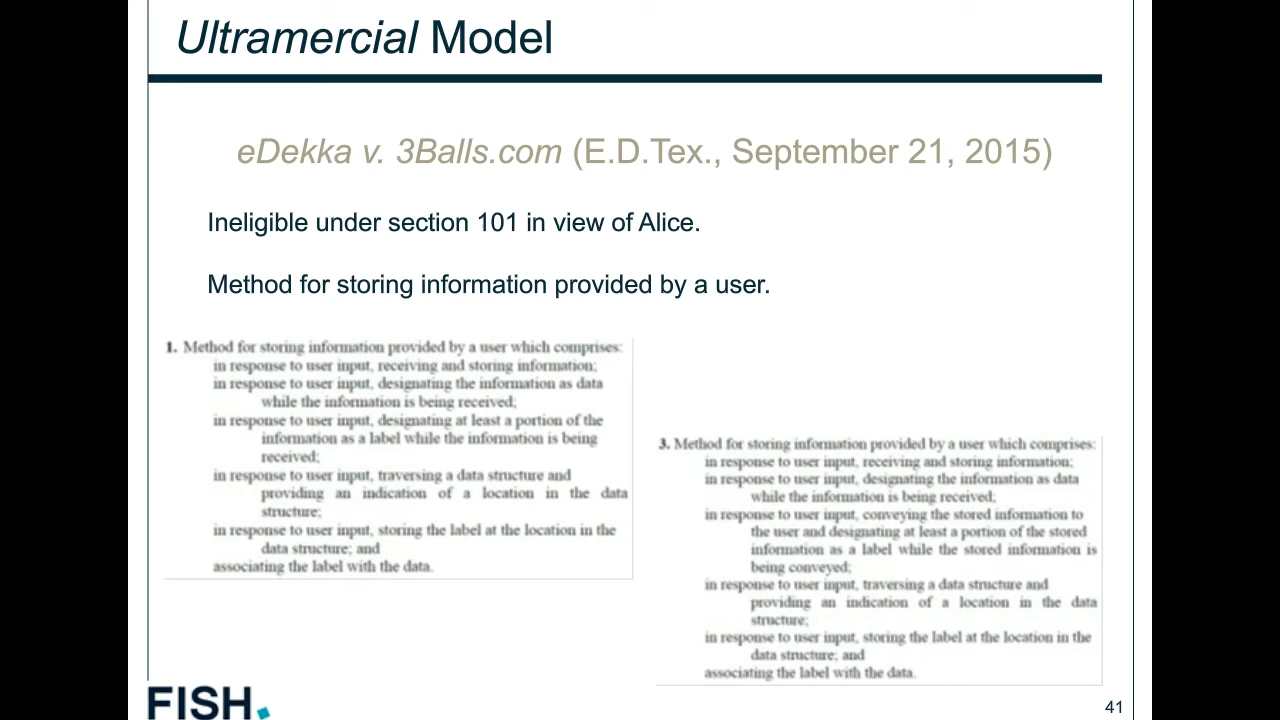 Ultramercial Model
eDekka v. 3Balls.com (E.D.Tex., September 21, 2015)
Ineligible under section 101 in view of Alice.
Method for storing information provided by a user.
1. Method for storing information provided by a user which comprises:
in response to user input, receiving and storing information;
in response to user input, designating the information as data
while the information is being received;
in response to user input, designating at least a portion of the
information as a label while the information is being
received;
in response to user input, traversing a data structure and
providing an indication of a location in the data
structure;
in response to user input, storing the label at the location in the
data structure; and
associating the label with the data.
3. Method for storing information provided by a user which comprises:
in response to user input, receiving and storing information;
in response to user input, designating the information as data
while the information is being received;
in response to user input, conveying the stored information to
the user and designating at least a portion of the stored
information as a label while the stored information is
being conveyed;
in response to user input, traversing a data structure and
providing an indication of a location in the data
structure;
in response to user input, storing the label at the location in the
data structure; and
associating the label with the data.
FISH.
41